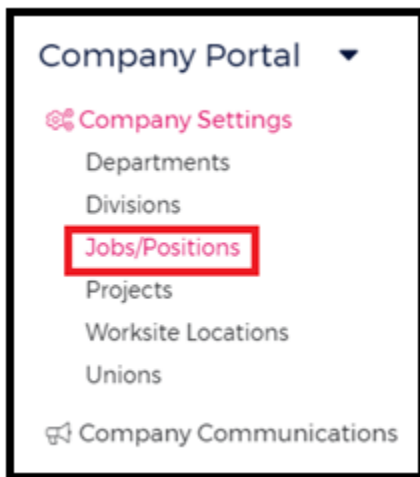 Company Portal
Company Settings
Departments
Divisions
Jobs/Positions
Projects
Worksite Locations
Unions
Company Communications